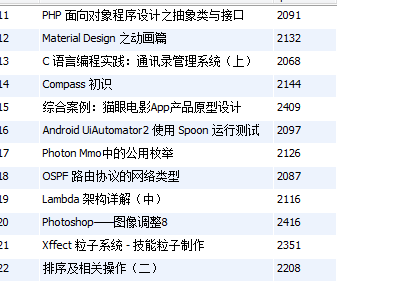 11 PHP 面向对象程序设计之抽象类与接口 2091
12 Material Design 之动画篇 2132
13 C 语言编程实践：通讯录管理系统（上） 2068
14 Compass 初识 2144
15 综合案例：猫眼电影App产品原型设计 2409
16 Android UiAutomator2 使用 Spoon 运行测试 2097
17 Photon Mmo中的公用枚举 2126
18 OSPF 路由协议的网络类型 2087
19 Lambda 架构详解（中） 2116
20 Photoshop——图像调整8 2416
21 Xffect 粒子系统 - 技能粒子制作 2351
22 排序及相关操作（二） 2208